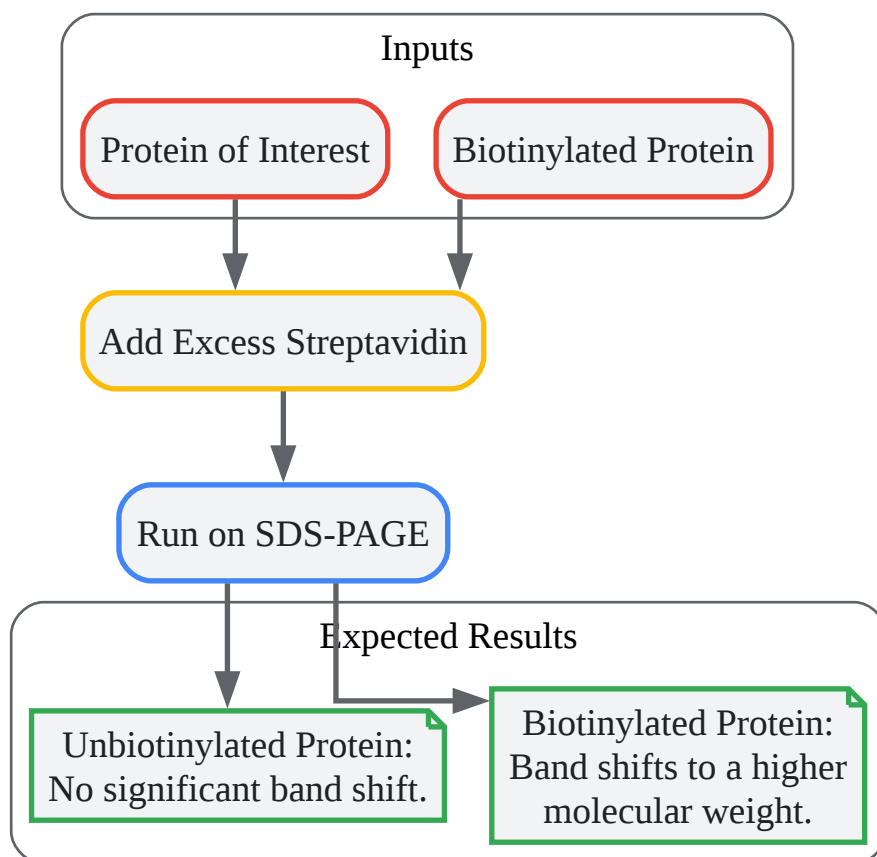 Inputs
Protein of Interest
Biotinylated Protein
Add Excess Streptavidin
Run on SDS-PAGE
Expected Results
Unbiotinylated Protein:
No significant band shift.
Biotinylated Protein:
Band shifts to a higher
molecular weight.